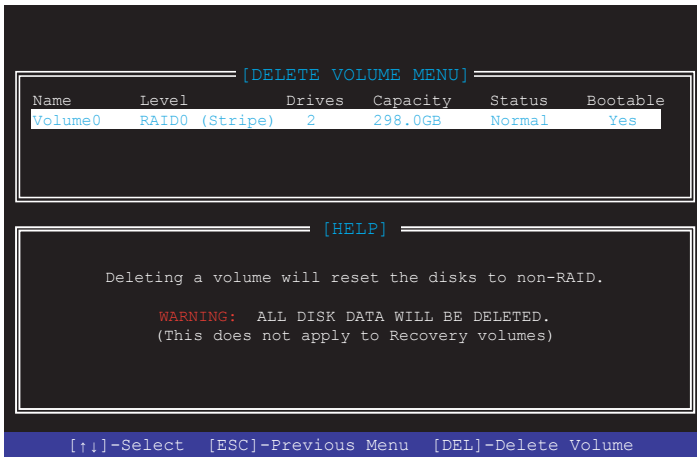 [DELETE VOLUME MENU]
Name Level Drives Capacity Status Bootable
Volume0 RAID0 (Stripe) 2 298.0GB Normal Yes
[HELP]
Deleting a volume will reset the disks to non-RAID.
WARNING: ALL DISK DATA WILL BE DELETED.
(This does not apply to Recovery volumes)
[↑↓]-Select [ESC]-Previous Menu [DEL]-Delete Volume